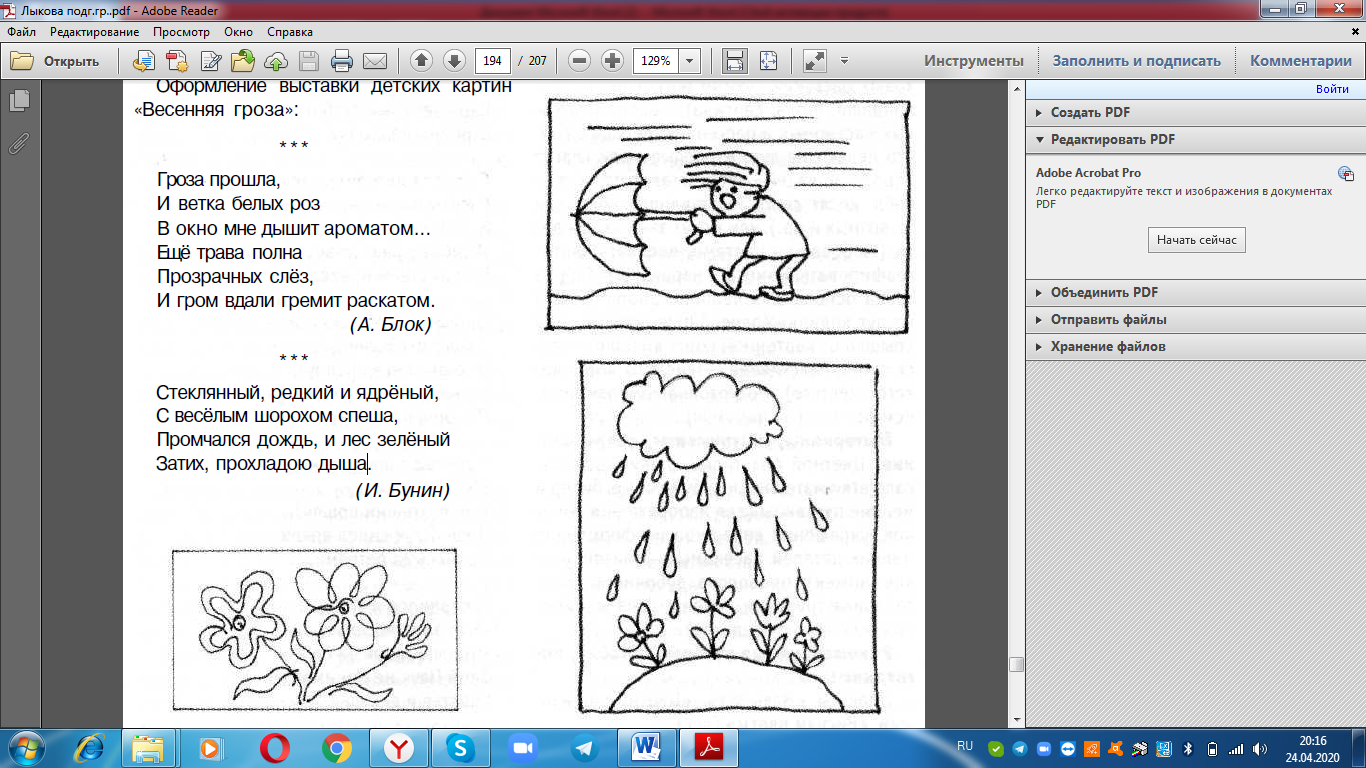 Лыкова подг.гр..pdf - Adobe Reader
Файл Редактирование Просмотр Окно Справка
Открыть 194 / 207 129% Инструменты Заполнить и подписать Комментарии
Оформление выставки детских картин
«Весенняя гроза»:
* * *
Гроза прошла,
И ветка белых роз
В окно мне дышит ароматом...
Ещё трава полна
Прозрачных слёз,
И гром вдали гремит раскатом.
(А. Блок)
* * *
Стеклянный, редкий и ядрёный,
С весёлым шорохом спеша,
Промчался дождь, и лес зелёный
Затих, прохладою дыша.
(И. Бунин)
Войти
Создать PDF
Редактировать PDF
Adobe Acrobat Pro
Легко редактируйте текст и изображения в документах
PDF
Начать сейчас
Объединить PDF
Отправить файлы
Хранение файлов
RU
20:16
24.04.2020